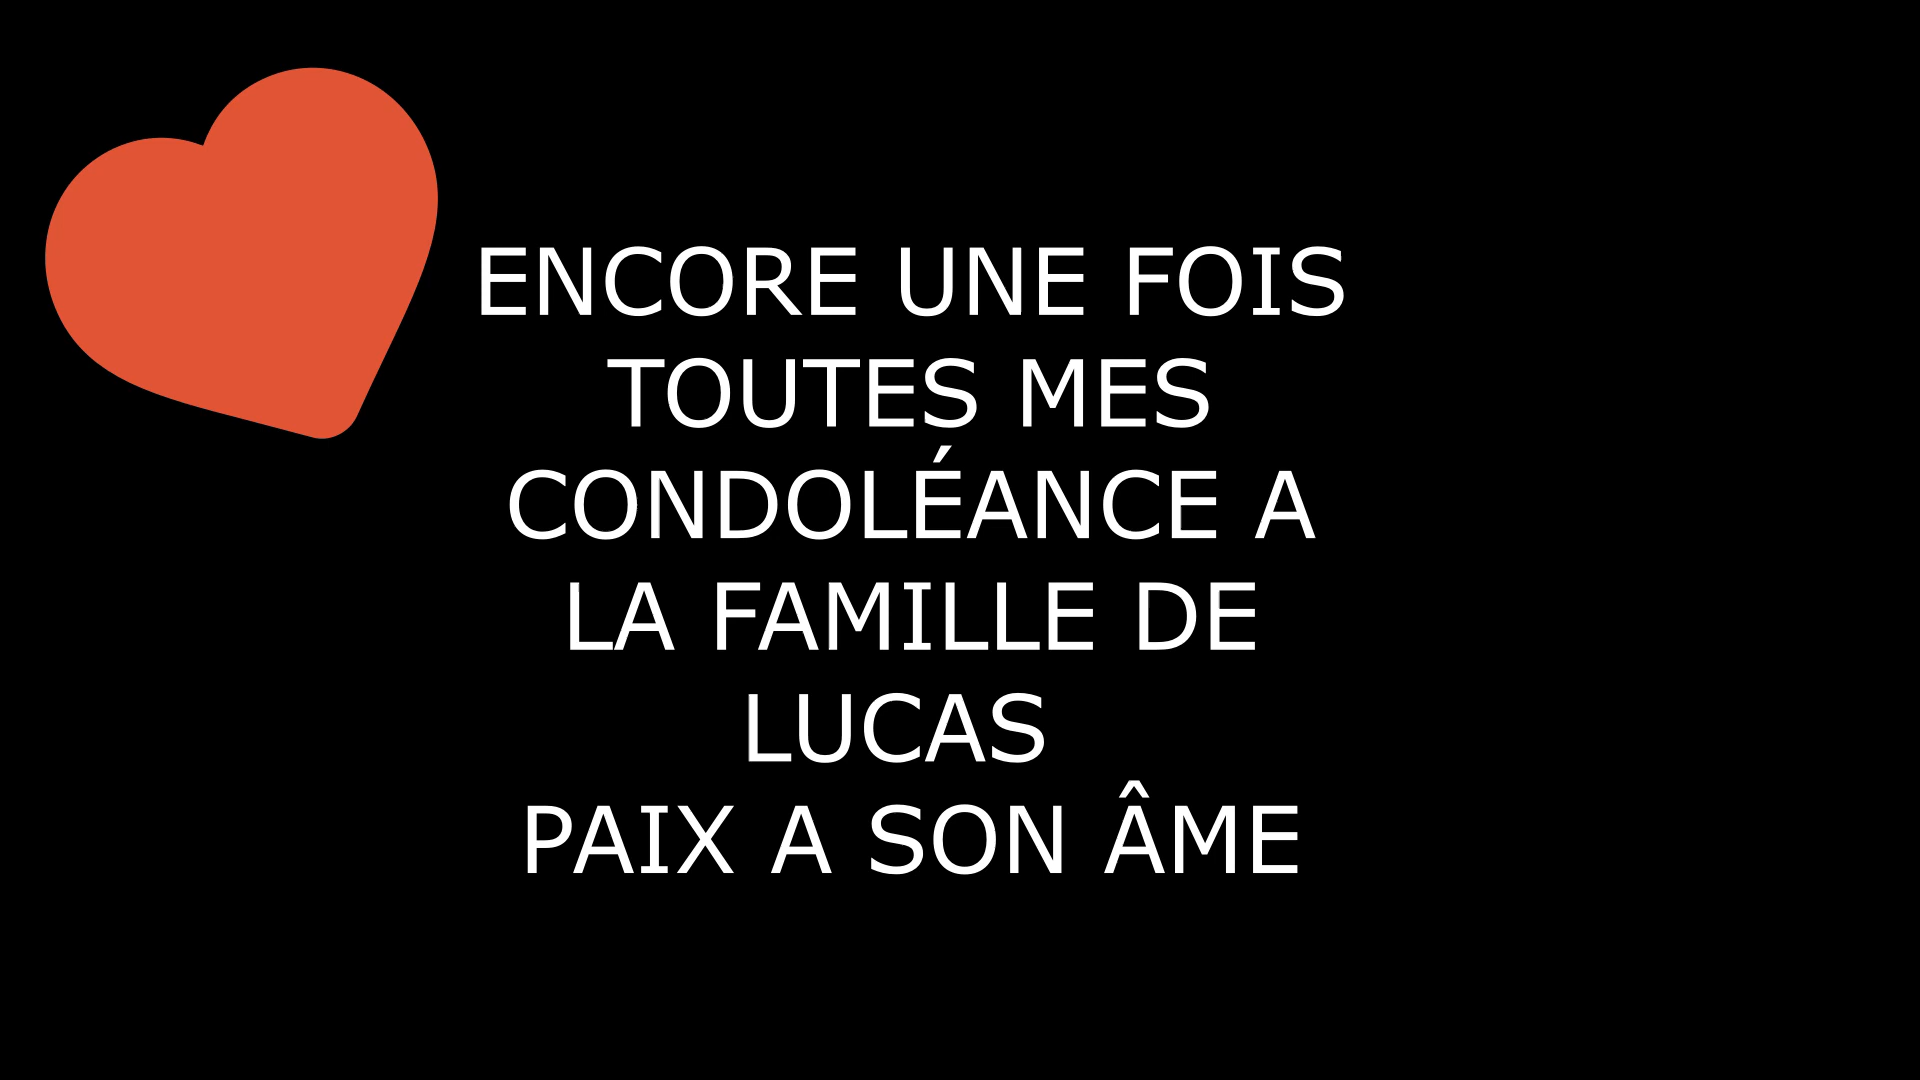 ENCORE UNE FOIS
TOUTES MES
CONDOLÉANCE A
LA FAMILLE DE
LUCAS
PAIX A SON ÂME